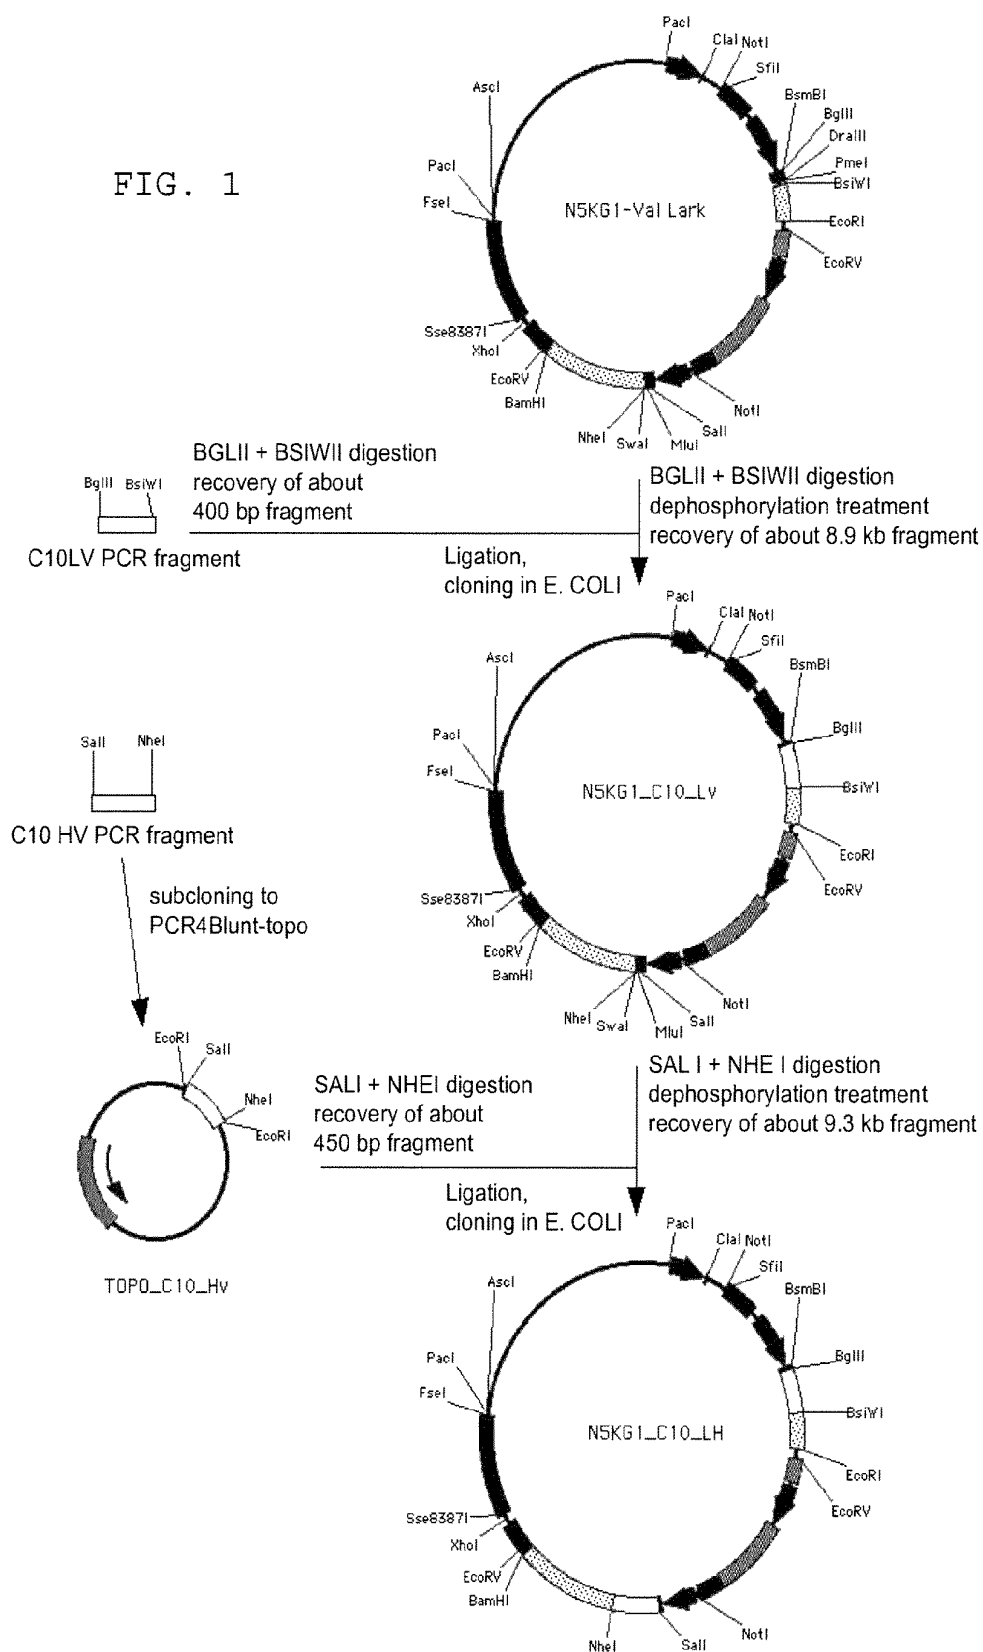 FIG. 1
PacI
ClaI
NotI
SfiI
BsmBI
BglII
DraIII
PmeI
BsiWI
EcoRI
EcoRV
AscI
PacI
FseI
N5KG1-Val Lark
Sse8387I
XhoI
EcoRV
BamHI
NheI
SwaI
MluI
SalI
NotI
BGLII + BSIWII digestion
recovery of about
400 bp fragment
BglII
BsiWI
C10LV PCR fragment
BGLII + BSIWII digestion
dephosphorylation treatment
recovery of about 8.9 kb fragment
Ligation,
cloning in E. COLI
PacI
ClaI
NotI
SfiI
BsmBI
BglII
BsiWI
EcoRI
EcoRV
AscI
PacI
FseI
N5KG1_C10_Lv
Sse8387I
XhoI
EcoRV
BamHI
NheI
SwaI
MluI
SalI
NotI
SalI
NheI
C10 HV PCR fragment
subcloning to
PCR4Blunt-topo
EcoRI
SalI
NheI
EcoRI
TOPO_C10_Hv
SALI + NHEI digestion
recovery of about
450 bp fragment
SAL I + NHE I digestion
dephosphorylation treatment
recovery of about 9.3 kb fragment
Ligation,
cloning in E. COLI
PacI
ClaI
NotI
SfiI
BsmBI
BglII
BsiWI
EcoRI
EcoRV
AscI
PacI
FseI
N5KG1_C10_LH
Sse8387I
XhoI
EcoRV
BamHI
NheI
SalI
NotI